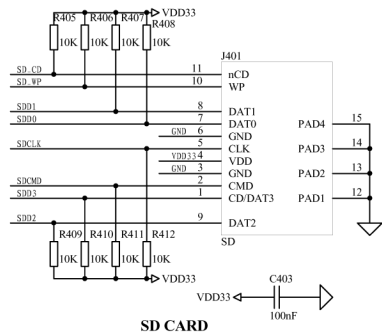 R405 R406 R407 VDD33
R408
10K 10K 10K 10K
J401
SD_CD 11 nCD
SD_WP 10 WP
SDD1 8 DAT1
SDD0 7 DAT0 PAD4 15
GND 6 GND
SDCLK 5 CLK PAD3 14
VDD33 4 VDD
GND 3 GND PAD2 13
SDCMD 2 CMD
SDD3 1 CD/DAT3 PAD1 12
SDD2 9 DAT2
R409 R410 R411 R412 SD
10K 10K 10K 10K
VDD33
C403
VDD33
100nF
SD CARD